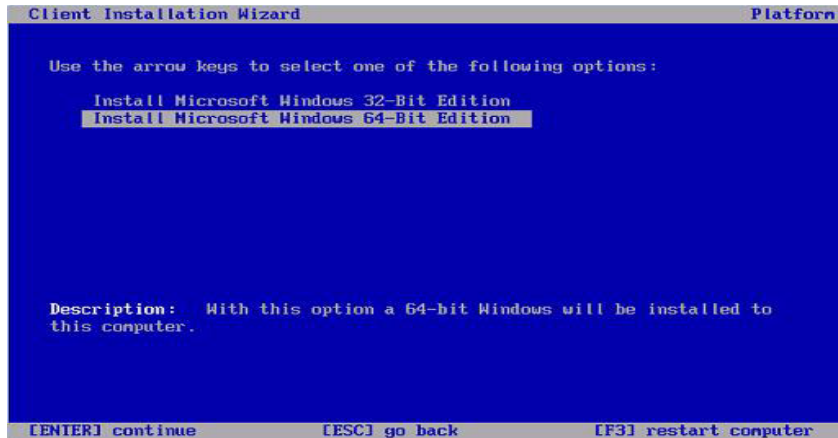 Client Installation Wizard Platform
Use the arrow keys to select one of the following options:
Install Microsoft Windows 32-Bit Edition
Install Microsoft Windows 64-Bit Edition
Description: With this option a 64-bit Windows will be installed to
this computer.
[ENTER] continue [ESC] go back [F3] restart computer